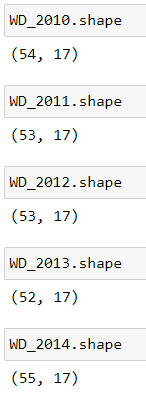 WD_2010.shape
(54, 17)
WD_2011.shape
(53, 17)
WD_2012.shape
(53, 17)
WD_2013.shape
(52, 17)
WD_2014.shape
(55, 17)